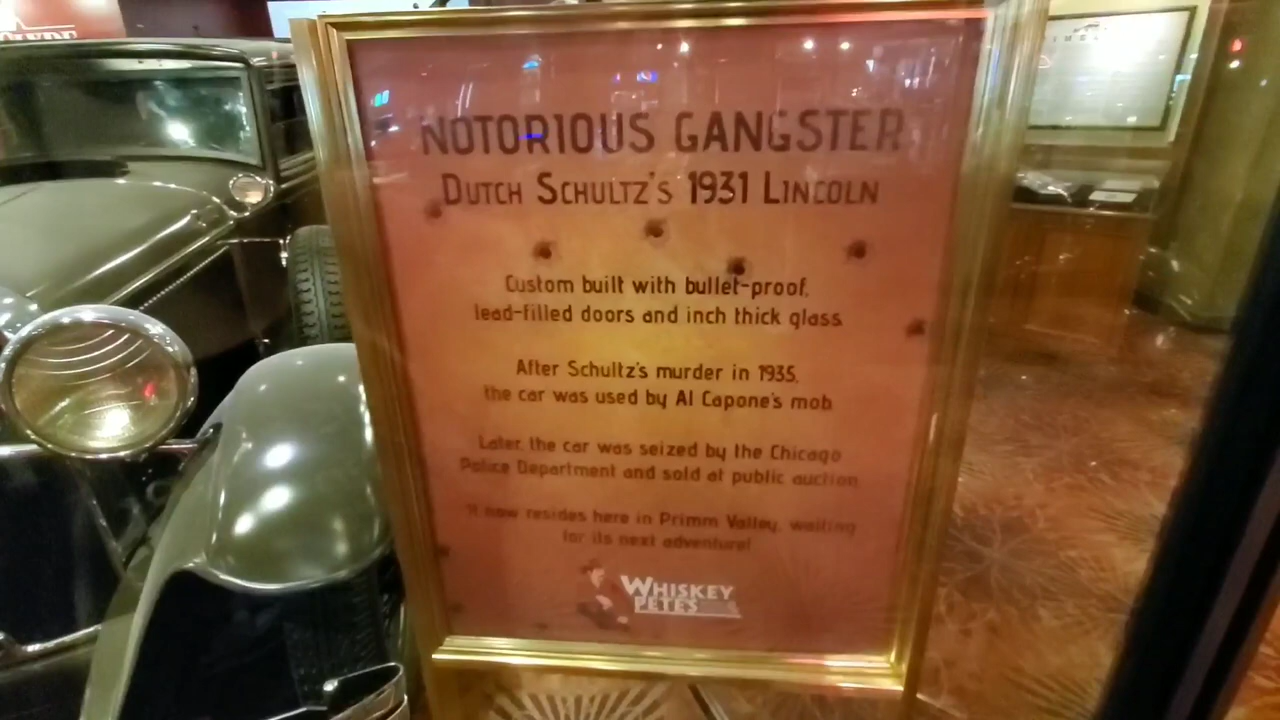 NOTORIOUS GANGSTER
DUTCH SCHULTZ'S 1931 LINCOLN
Custom built with bullet-proof,
lead-filled doors and inch thick glass
After Schultz's murder in 1935,
the car was used by Al Capone's mob
Later the car was seized by the Chicago
Police Department and sold at public auction
It now resides here in Primm Valley, waiting
for its next adventure!
WHISKEY
PETE'S